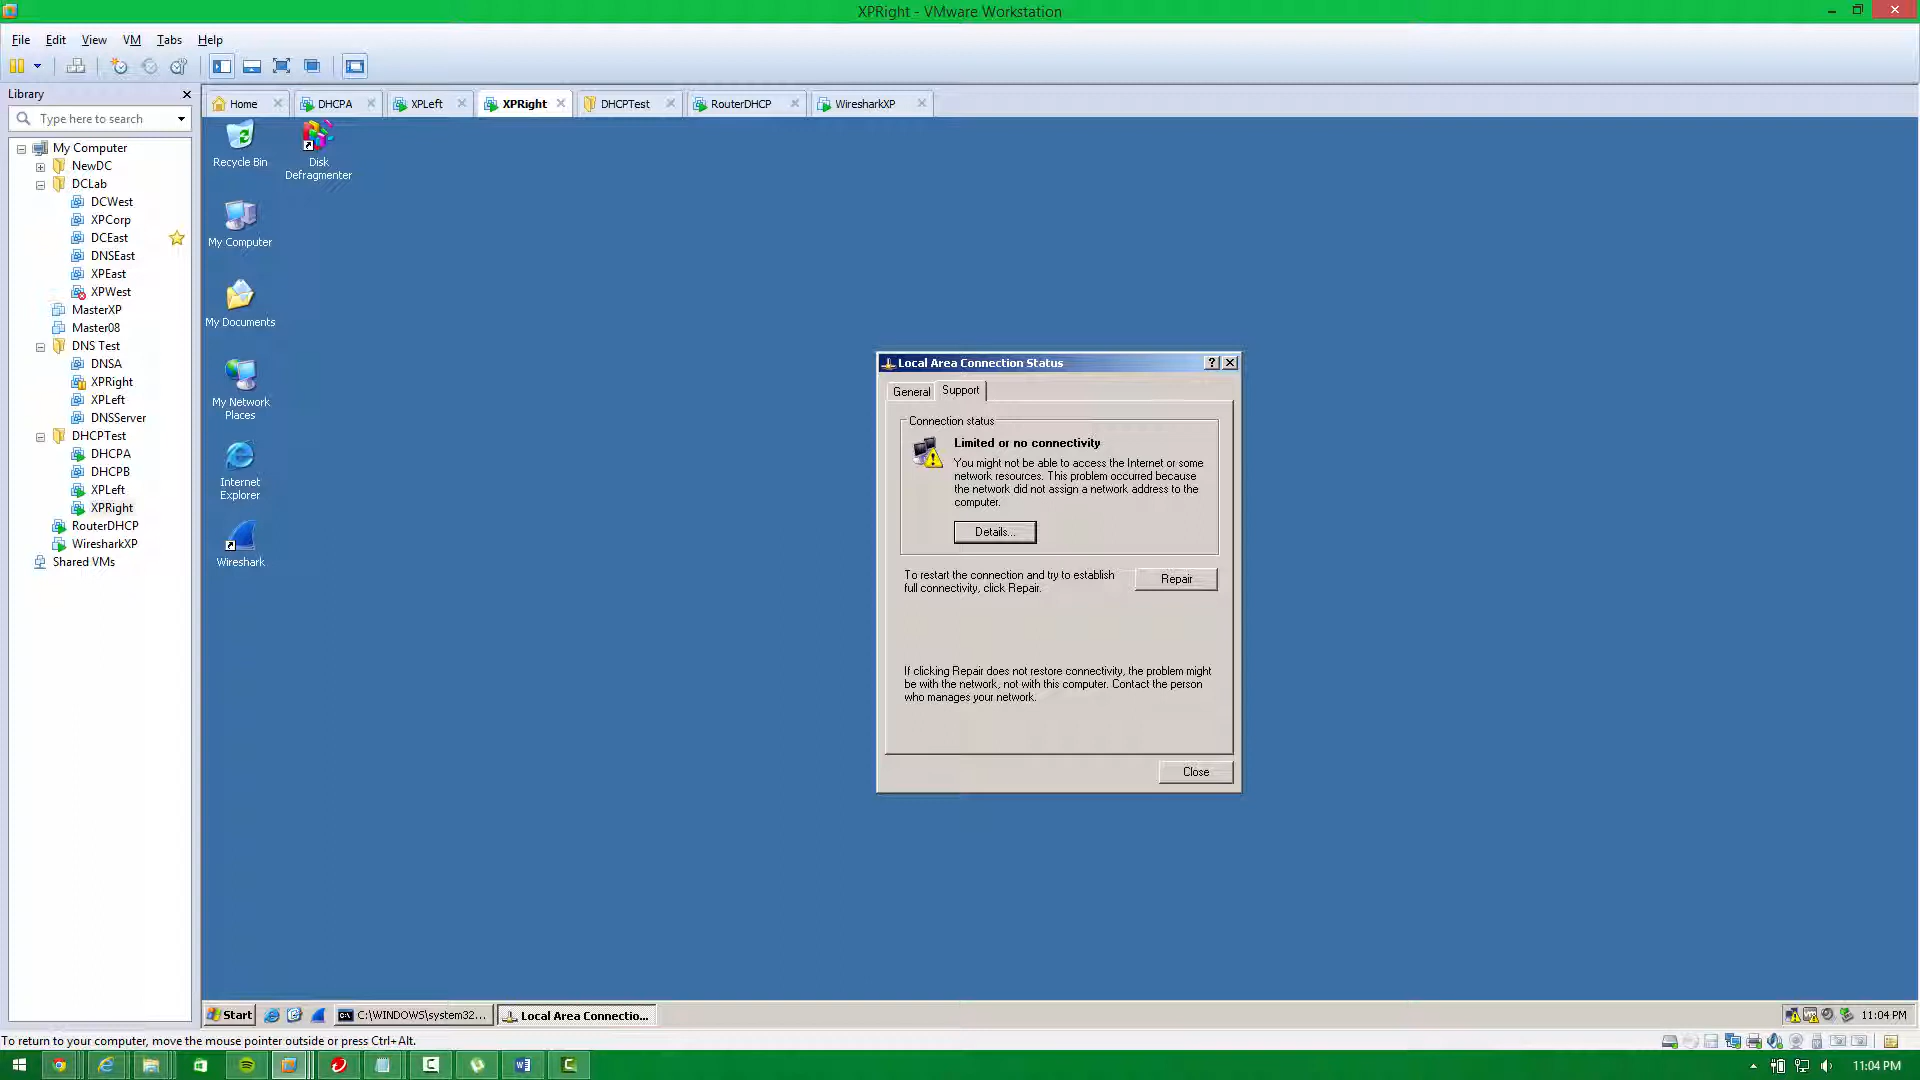 XPRight - VMware Workstation
File Edit View VM Tabs Help
Library
Type here to search
My Computer
NewDC
DCLab
DCWest
XPCorp
DCEast
DNSEast
XPEast
XPWest
MasterXP
Master08
DNS Test
DNSA
XPRight
XPLeft
DNSServer
DHCPTest
DHCPA
DHCPB
XPLeft
XPRight
RouterDHCP
WiresharkXP
Shared VMs
Home DHCPA XPLeft XPRight DHCPTest RouterDHCP WiresharkXP
Recycle Bin
Disk
Defragmenter
My Computer
My Documents
My Network
Places
Internet
Explorer
Wireshark
Local Area Connection Status
General Support
Connection status
Limited or no connectivity
You might not be able to access the Internet or some
network resources. This problem occurred because
the network did not assign a network address to the
computer.
Details...
To restart the connection and try to establish
full connectivity, click Repair.
Repair
If clicking Repair does not restore connectivity, the problem might
be with the network, not with this computer. Contact the person
who manages your network.
Close
Start C:\WINDOWS\system32... Local Area Connectio... 11:04 PM
To return to your computer, move the mouse pointer outside or press Ctrl+Alt.
11:04 PM